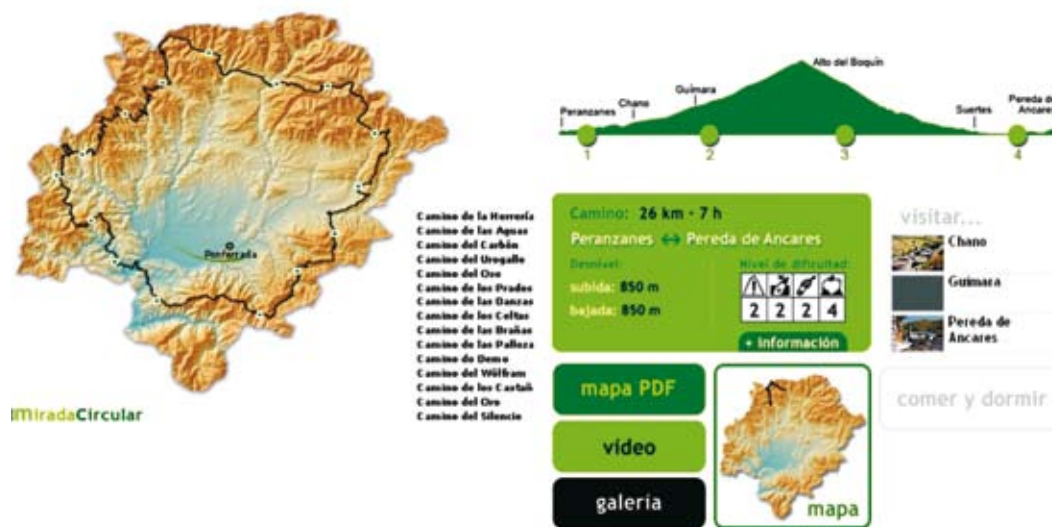 Ponferrada
Camino de la Herrería
Camino de las Aguas
Camino del Carbón
Camino del Urogallo
Camino del Oso
Camino de los Prados
Camino de las Danzas
Camino de los Celtas
Camino de las Brañas
Camino de las Palloza
Camino de Demo
Camino del Wólfram
Camino de los Castañ
Camino del Oro
Camino del Silencio
miradaCircular
Alto del Boquín
Guímara
Chano
Peranzanes
Suertes
Pereda de
Ancares
1
2
3
4
Camino: 26 km - 7 h
Peranzanes ↔ Pereda de Ancares
Desnivel:
subida: 850 m
bajada: 850 m
Nivel de dificultad:
2 2 2 4
+ información
visitar...
Chano
Guimara
Pereda de
Ancares
mapa PDF
vídeo
galería
mapa
comer y dormir